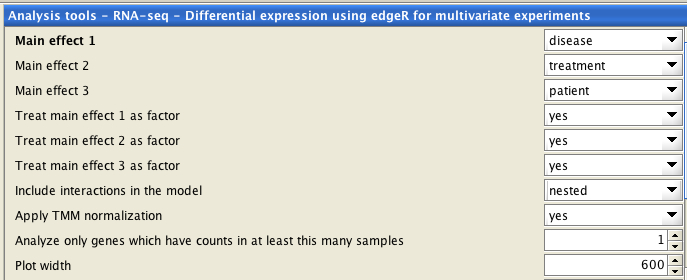 Analysis tools - RNA-seq - Differential expression using edgeR for multivariate experiments
Main effect 1 disease
Main effect 2 treatment
Main effect 3 patient
Treat main effect 1 as factor yes
Treat main effect 2 as factor yes
Treat main effect 3 as factor yes
Include interactions in the model nested
Apply TMM normalization yes
Analyze only genes which have counts in at least this many samples 1
Plot width 600